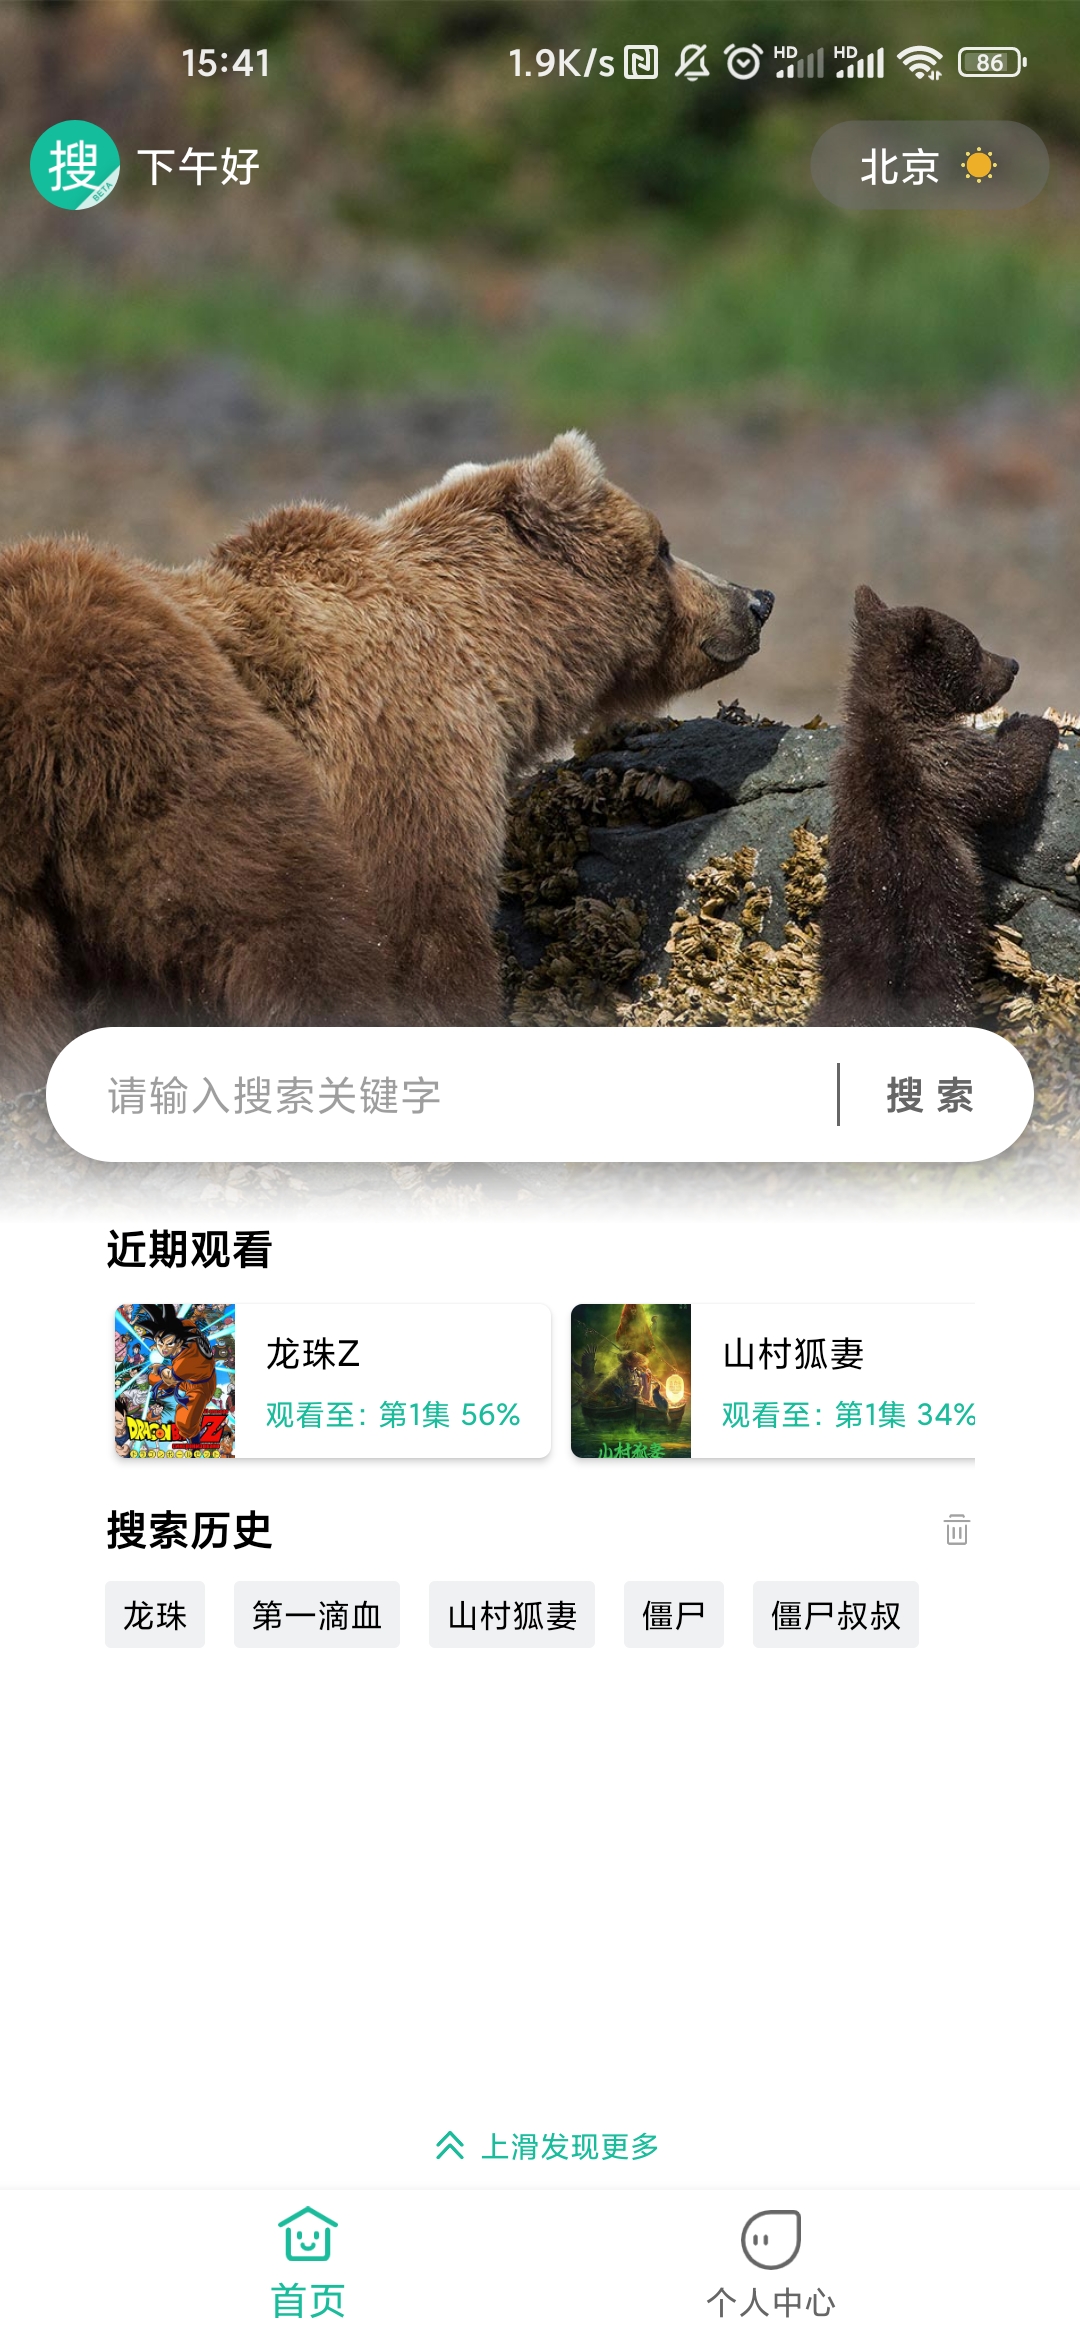 15:41 1.9K/s HD HD 86
搜 BETA 下午好 北京
请输入搜索关键字 搜 索
近期观看
龙珠Z 山村狐妻
观看至：第1集 56% 观看至：第1集 34%
DRAGON Z
山村狐妻
搜索历史
龙珠 第一滴血 山村狐妻 僵尸 僵尸叔叔
上滑发现更多
首页 个人中心